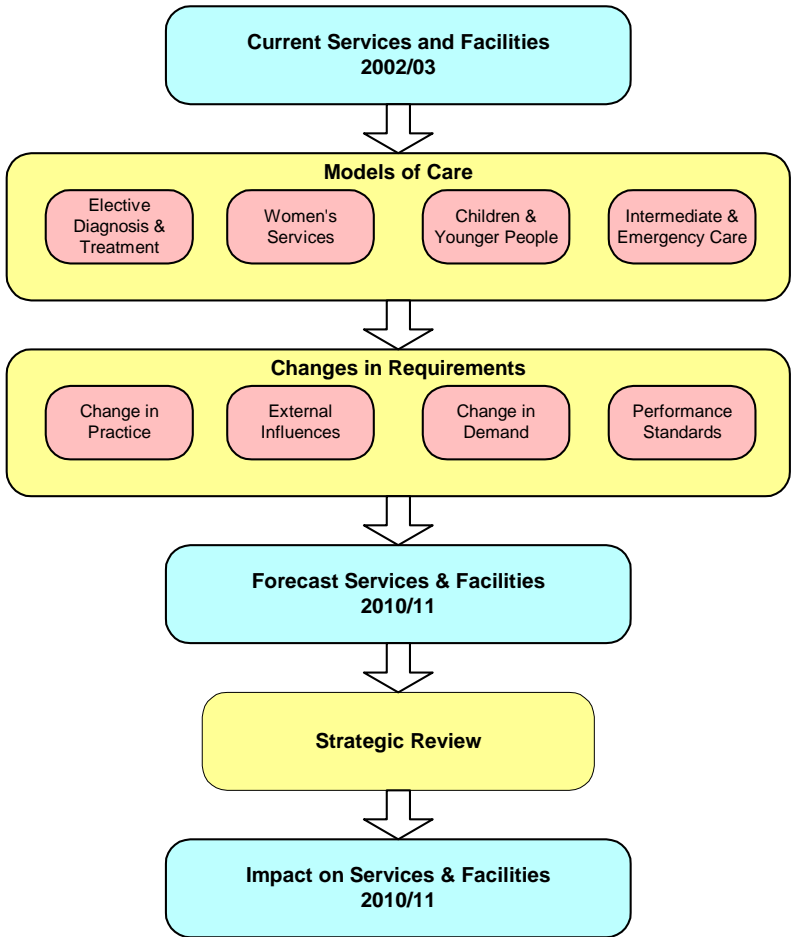 Current Services and Facilities
2002/03
Models of Care
Elective
Diagnosis &
Treatment
Women's
Services
Children &
Younger People
Intermediate &
Emergency Care
Changes in Requirements
Change in
Practice
External
Influences
Change in
Demand
Performance
Standards
Forecast Services & Facilities
2010/11
Strategic Review
Impact on Services & Facilities
2010/11